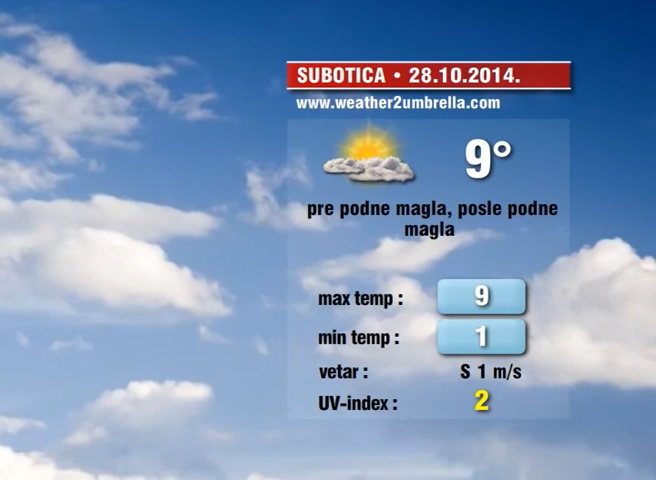 SUBOTICA • 28.10.2014.
www.weather2umbrella.com
9°
pre podne magla, posle podne
magla
max temp : 9
min temp : 1
vetar : S 1 m/s
UV-index : 2